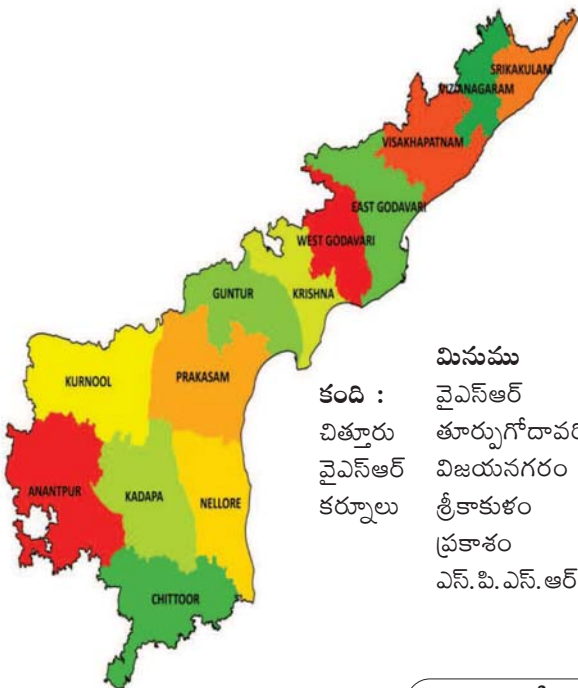 SRIKAKULAM
VIZIANAGARAM
VISAKHAPATNAM
EAST GODAVARI
WEST GODAVARI
GUNTUR
KRISHNA
KURNOOL
PRAKASAM
ANANTPUR
KADAPA
NELLORE
CHITTOOR
కంది :
చిత్తూరు
వైఎస్ఆర్
కర్నూలు
మినుము
వైఎస్ఆర్
తూర్పుగోదావరి
విజయనగరం
శ్రీకాకుళం
ప్రకాశం
ఎస్.పి.ఎస్.ఆర్